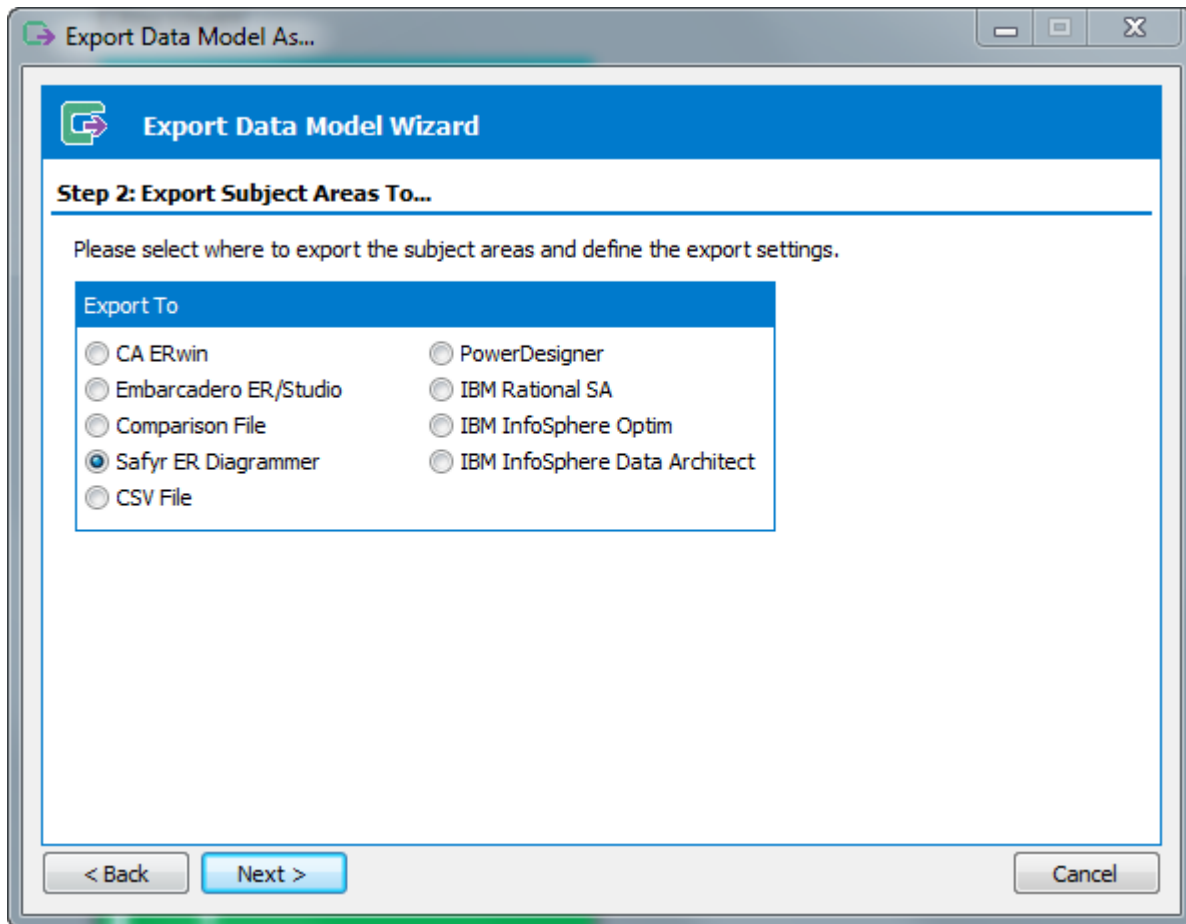 Export Data Model As...
Export Data Model Wizard
Step 2: Export Subject Areas To...
Please select where to export the subject areas and define the export settings.
Export To
CA ERwin
Embarcadero ER/Studio
Comparison File
Safyr ER Diagrammer
CSV File
PowerDesigner
IBM Rational SA
IBM InfoSphere Optim
IBM InfoSphere Data Architect
< Back
Next >
Cancel